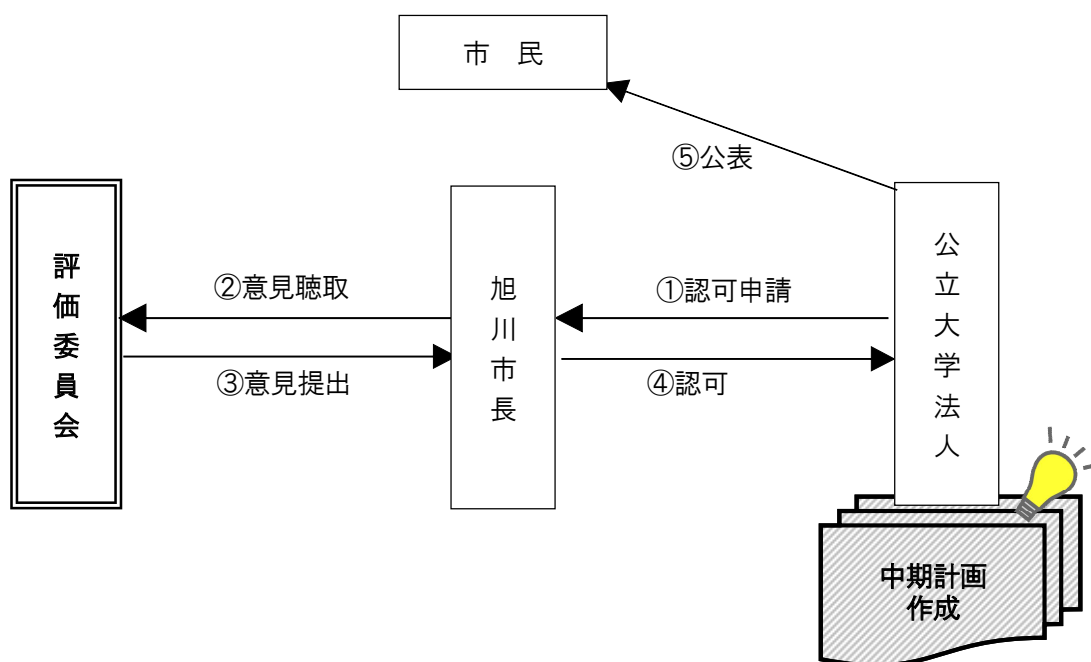 市 民
⑤公表
評価委員会
②意見聴取
③意見提出
旭川市長
①認可申請
④認可
公立大学法人
中期計画
作成